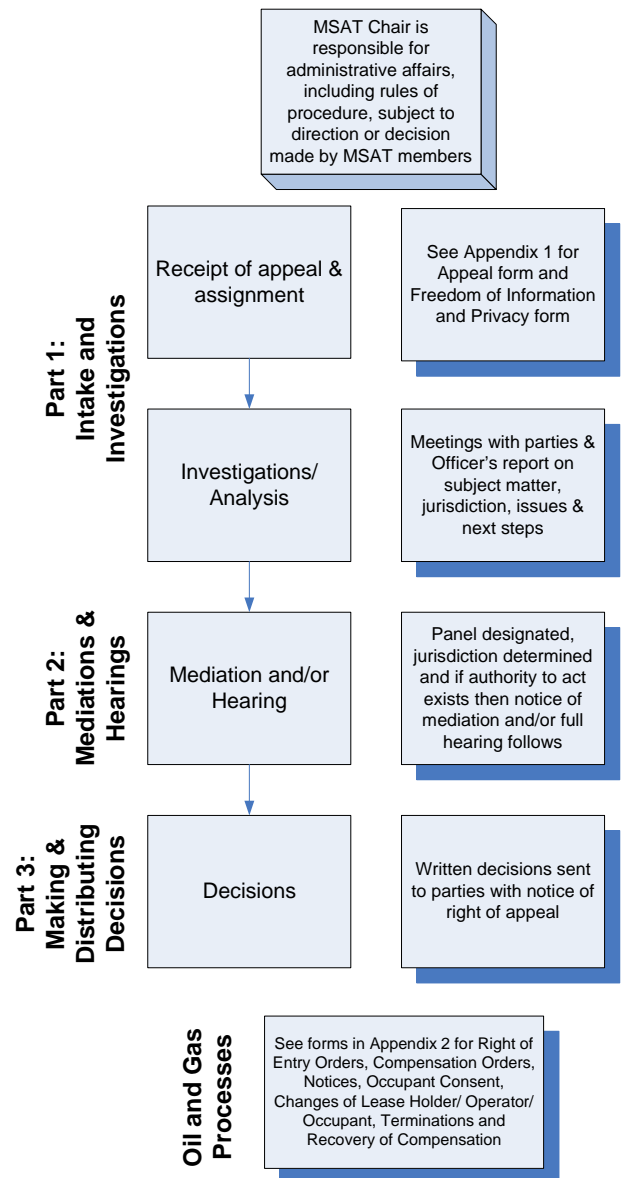 MSAT Chair is
responsible for
administrative affairs,
including rules of
procedure, subject to
direction or decision
made by MSAT members
Part 1:
Intake and
Investigations
Receipt of appeal &
assignment
See Appendix 1 for
Appeal form and
Freedom of Information
and Privacy form
Investigations/
Analysis
Meetings with parties &
Officer's report on
subject matter,
jurisdiction, issues &
next steps
Part 2:
Mediations &
Hearings
Mediation and/or
Hearing
Panel designated,
jurisdiction determined
and if authority to act
exists then notice of
mediation and/or full
hearing follows
Part 3:
Making &
Distributing
Decisions
Decisions
Written decisions sent
to parties with notice of
right of appeal
Oil and Gas
Processes
See forms in Appendix 2 for Right of
Entry Orders, Compensation Orders,
Notices, Occupant Consent,
Changes of Lease Holder/ Operator/
Occupant, Terminations and
Recovery of Compensation